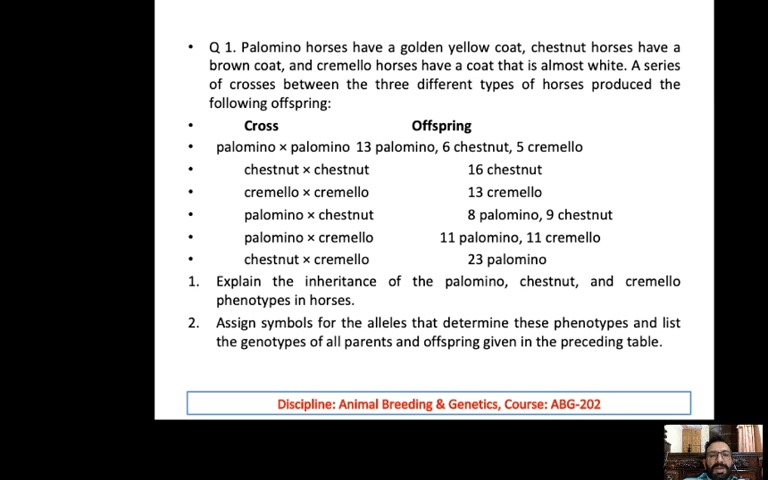 • Q 1. Palomino horses have a golden yellow coat, chestnut horses have a
brown coat, and cremello horses have a coat that is almost white. A series
of crosses between the three different types of horses produced the
following offspring:
• Cross Offspring
• palomino × palomino 13 palomino, 6 chestnut, 5 cremello
• chestnut × chestnut 16 chestnut
• cremello × cremello 13 cremello
• palomino × chestnut 8 palomino, 9 chestnut
• palomino × cremello 11 palomino, 11 cremello
• chestnut × cremello 23 palomino
1. Explain the inheritance of the palomino, chestnut, and cremello
phenotypes in horses.
2. Assign symbols for the alleles that determine these phenotypes and list
the genotypes of all parents and offspring given in the preceding table.
Discipline: Animal Breeding & Genetics, Course: ABG-202